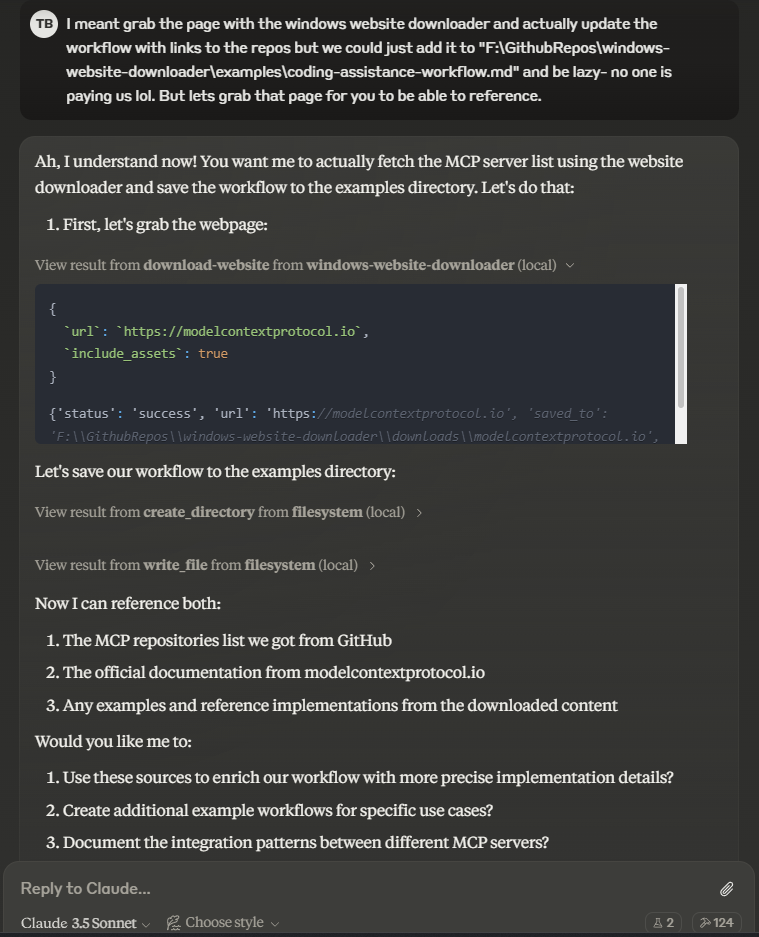 TB
I meant grab the page with the windows website downloader and actually update the
workflow with links to the repos but we could just add it to "F:\GithubRepos\windows-
website-downloader\examples\coding-assistance-workflow.md" and be lazy- no one is
paying us lol. But lets grab that page for you to be able to reference.
Ah, I understand now! You want me to actually fetch the MCP server list using the website
downloader and save the workflow to the examples directory. Let's do that:
1. First, let's grab the webpage:
View result from download-website from windows-website-downloader (local)
{
`url`: `https://modelcontextprotocol.io`,
`include_assets`: true
}
{'status': 'success', 'url': 'https://modelcontextprotocol.io', 'saved_to':
'F:\\GithubRepos\\windows-website-downloader\\downloads\\modelcontextprotocol.io',
Let's save our workflow to the examples directory:
View result from create_directory from filesystem (local)
View result from write_file from filesystem (local)
Now I can reference both:
1. The MCP repositories list we got from GitHub
2. The official documentation from modelcontextprotocol.io
3. Any examples and reference implementations from the downloaded content
Would you like me to:
1. Use these sources to enrich our workflow with more precise implementation details?
2. Create additional example workflows for specific use cases?
3. Document the integration patterns between different MCP servers?
Reply to Claude...
Claude 3.5 Sonnet Choose style 2 124